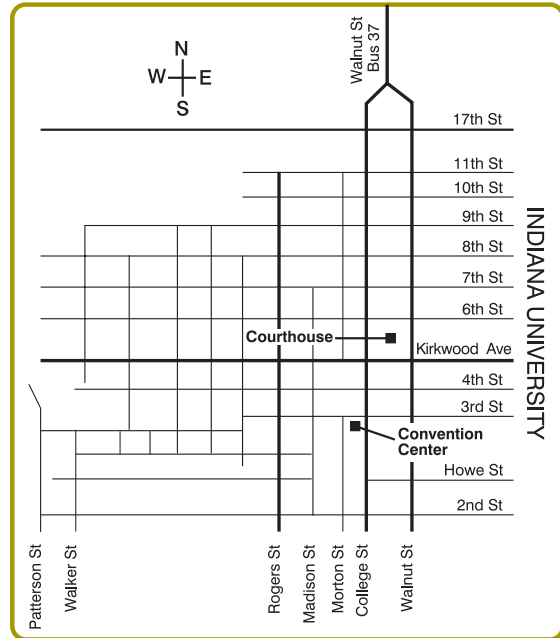 Walnut St
Bus 37
N
W E
S
17th St
11th St
10th St
9th St
8th St
7th St
6th St
Courthouse
Kirkwood Ave
4th St
3rd St
Convention
Center
Howe St
2nd St
INDIANA UNIVERSITY
Patterson St
Walker St
Rogers St
Madison St
Morton St
College St
Walnut St